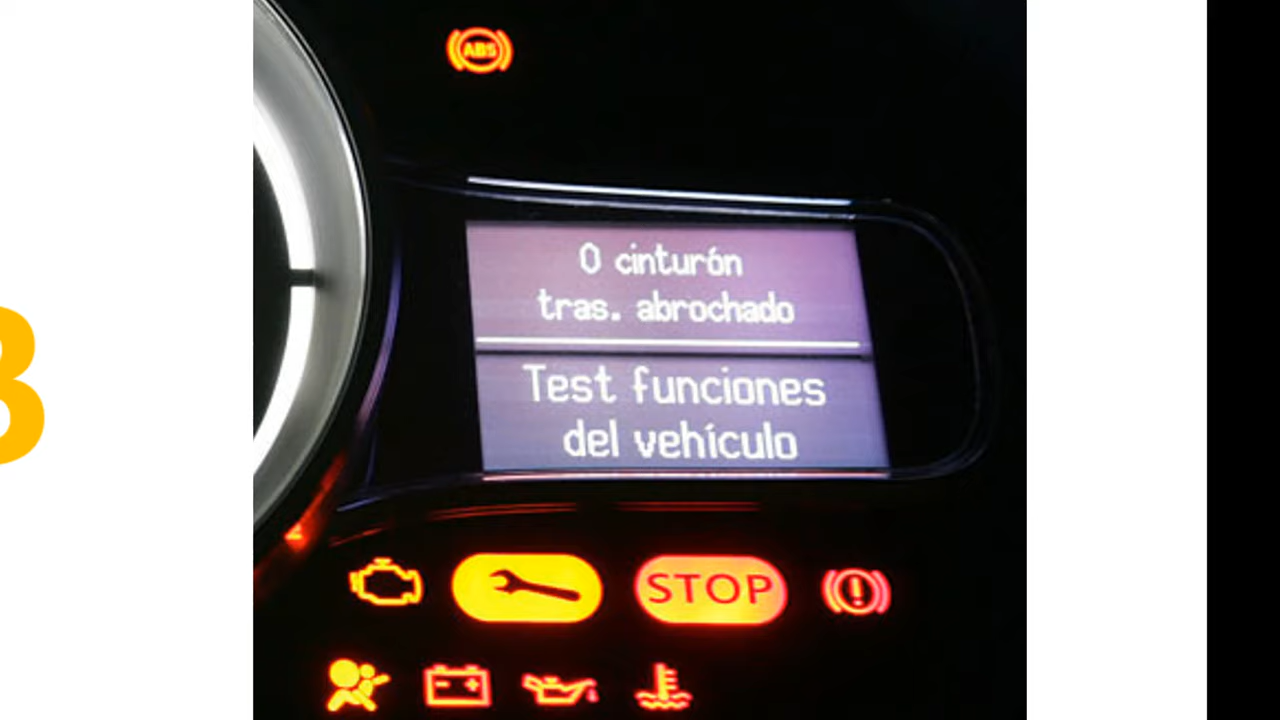 ABS
0 cinturón
tras. abrochado
Test funciones
del vehículo
STOP